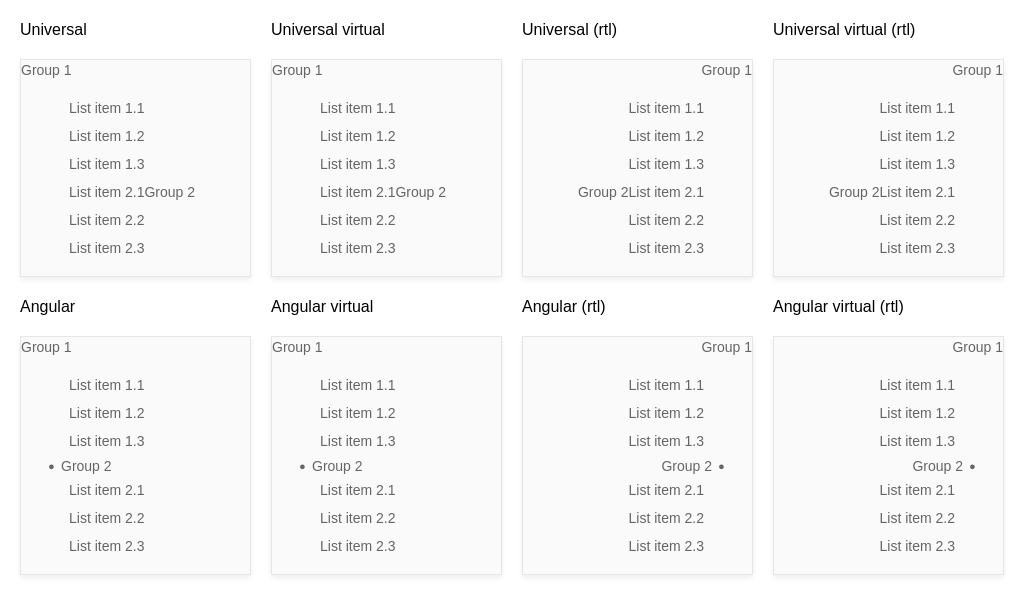 Universal
Group 1
List item 1.1
List item 1.2
List item 1.3
List item 2.1Group 2
List item 2.2
List item 2.3
Universal virtual
Group 1
List item 1.1
List item 1.2
List item 1.3
List item 2.1Group 2
List item 2.2
List item 2.3
Universal (rtl)
Group 1
List item 1.1
List item 1.2
List item 1.3
Group 2List item 2.1
List item 2.2
List item 2.3
Universal virtual (rtl)
Group 1
List item 1.1
List item 1.2
List item 1.3
Group 2List item 2.1
List item 2.2
List item 2.3
Angular
Group 1
List item 1.1
List item 1.2
List item 1.3
• Group 2
List item 2.1
List item 2.2
List item 2.3
Angular virtual
Group 1
List item 1.1
List item 1.2
List item 1.3
• Group 2
List item 2.1
List item 2.2
List item 2.3
Angular (rtl)
Group 1
List item 1.1
List item 1.2
List item 1.3
Group 2 •
List item 2.1
List item 2.2
List item 2.3
Angular virtual (rtl)
Group 1
List item 1.1
List item 1.2
List item 1.3
Group 2 •
List item 2.1
List item 2.2
List item 2.3